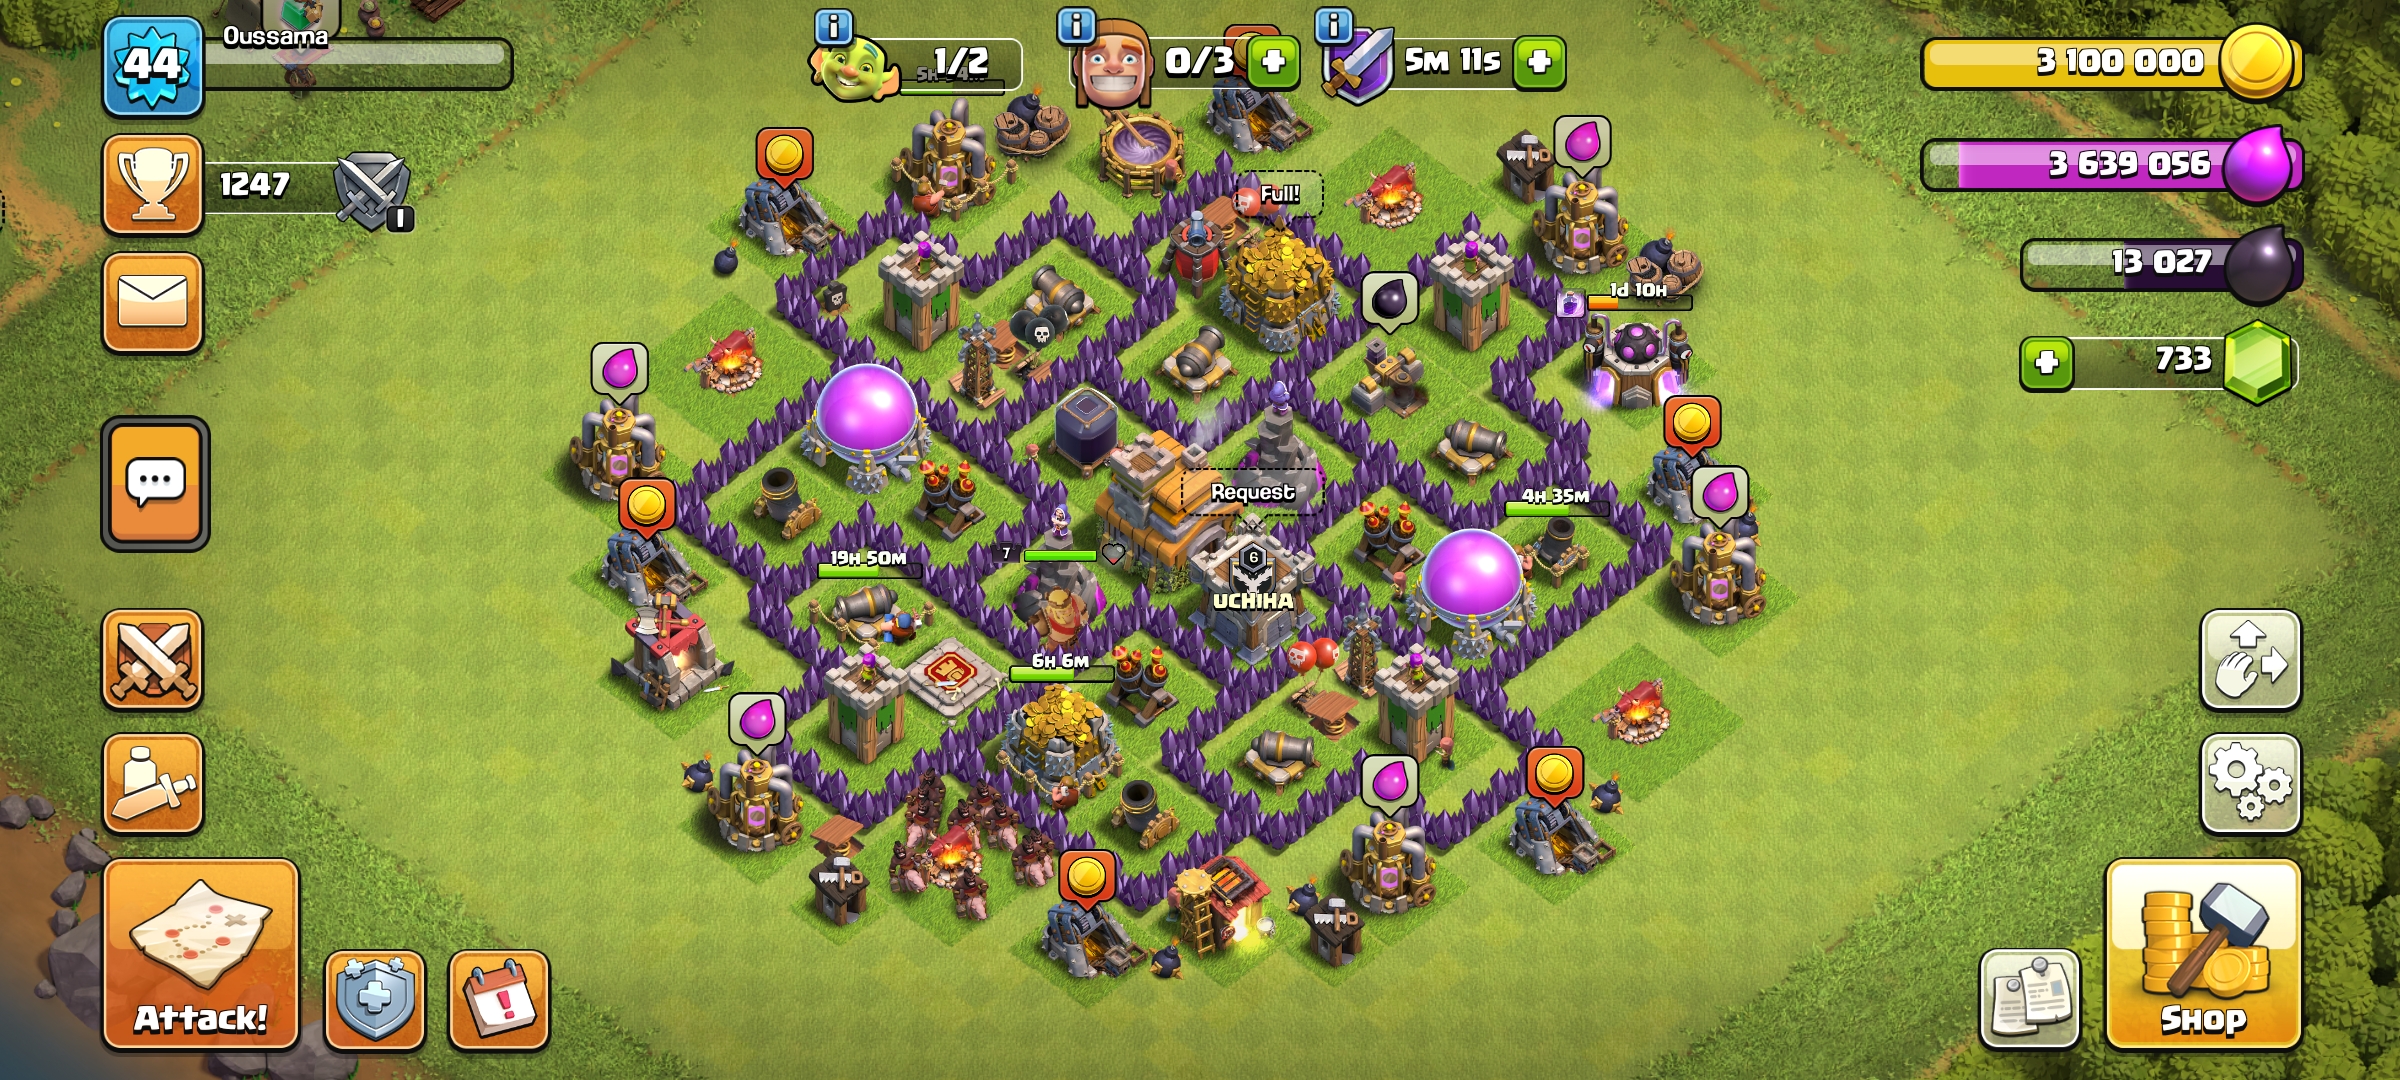 44
Oussama
1/2
0/3
5m 11s
3 100 000
1247
I
3 639 056
Full!
13 027
1d 10h
733
Request
4h 35m
19h 50m
7
6
UCHIHA
6h 6m
Attack!
Shop